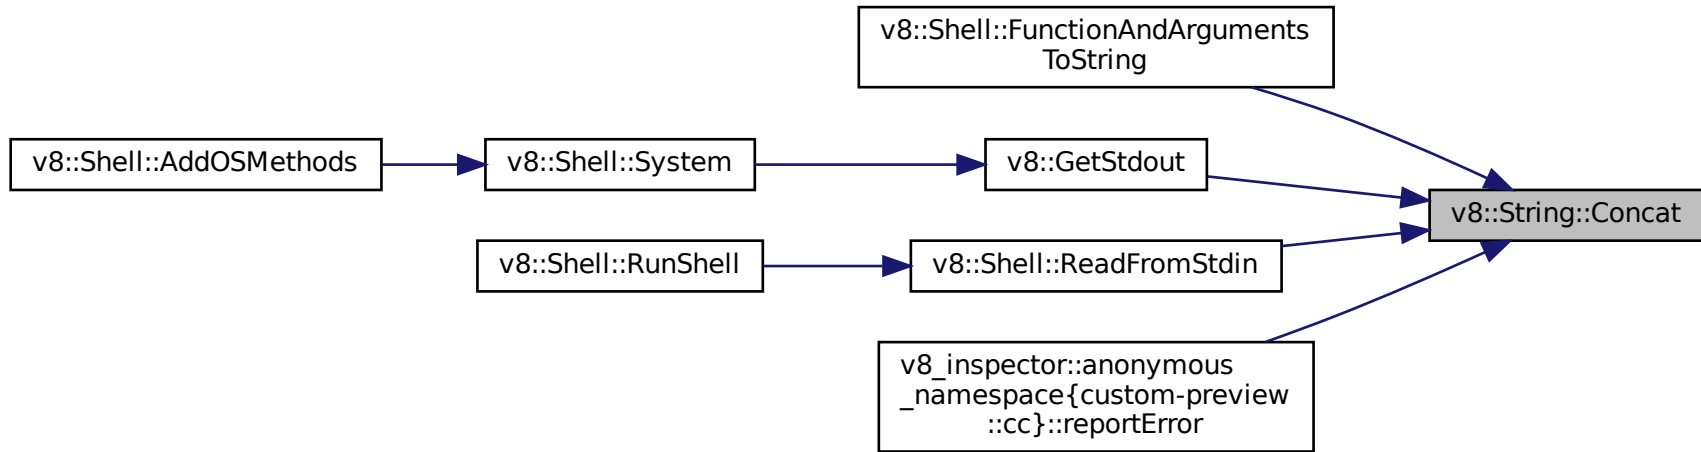 v8::Shell::FunctionAndArguments
ToString
v8::Shell::AddOSMethods
v8::Shell::System
v8::GetStdout
v8::String::Concat
v8::Shell::RunShell
v8::Shell::ReadFromStdin
v8_inspector::anonymous
_namespace{custom-preview
::cc}::reportError